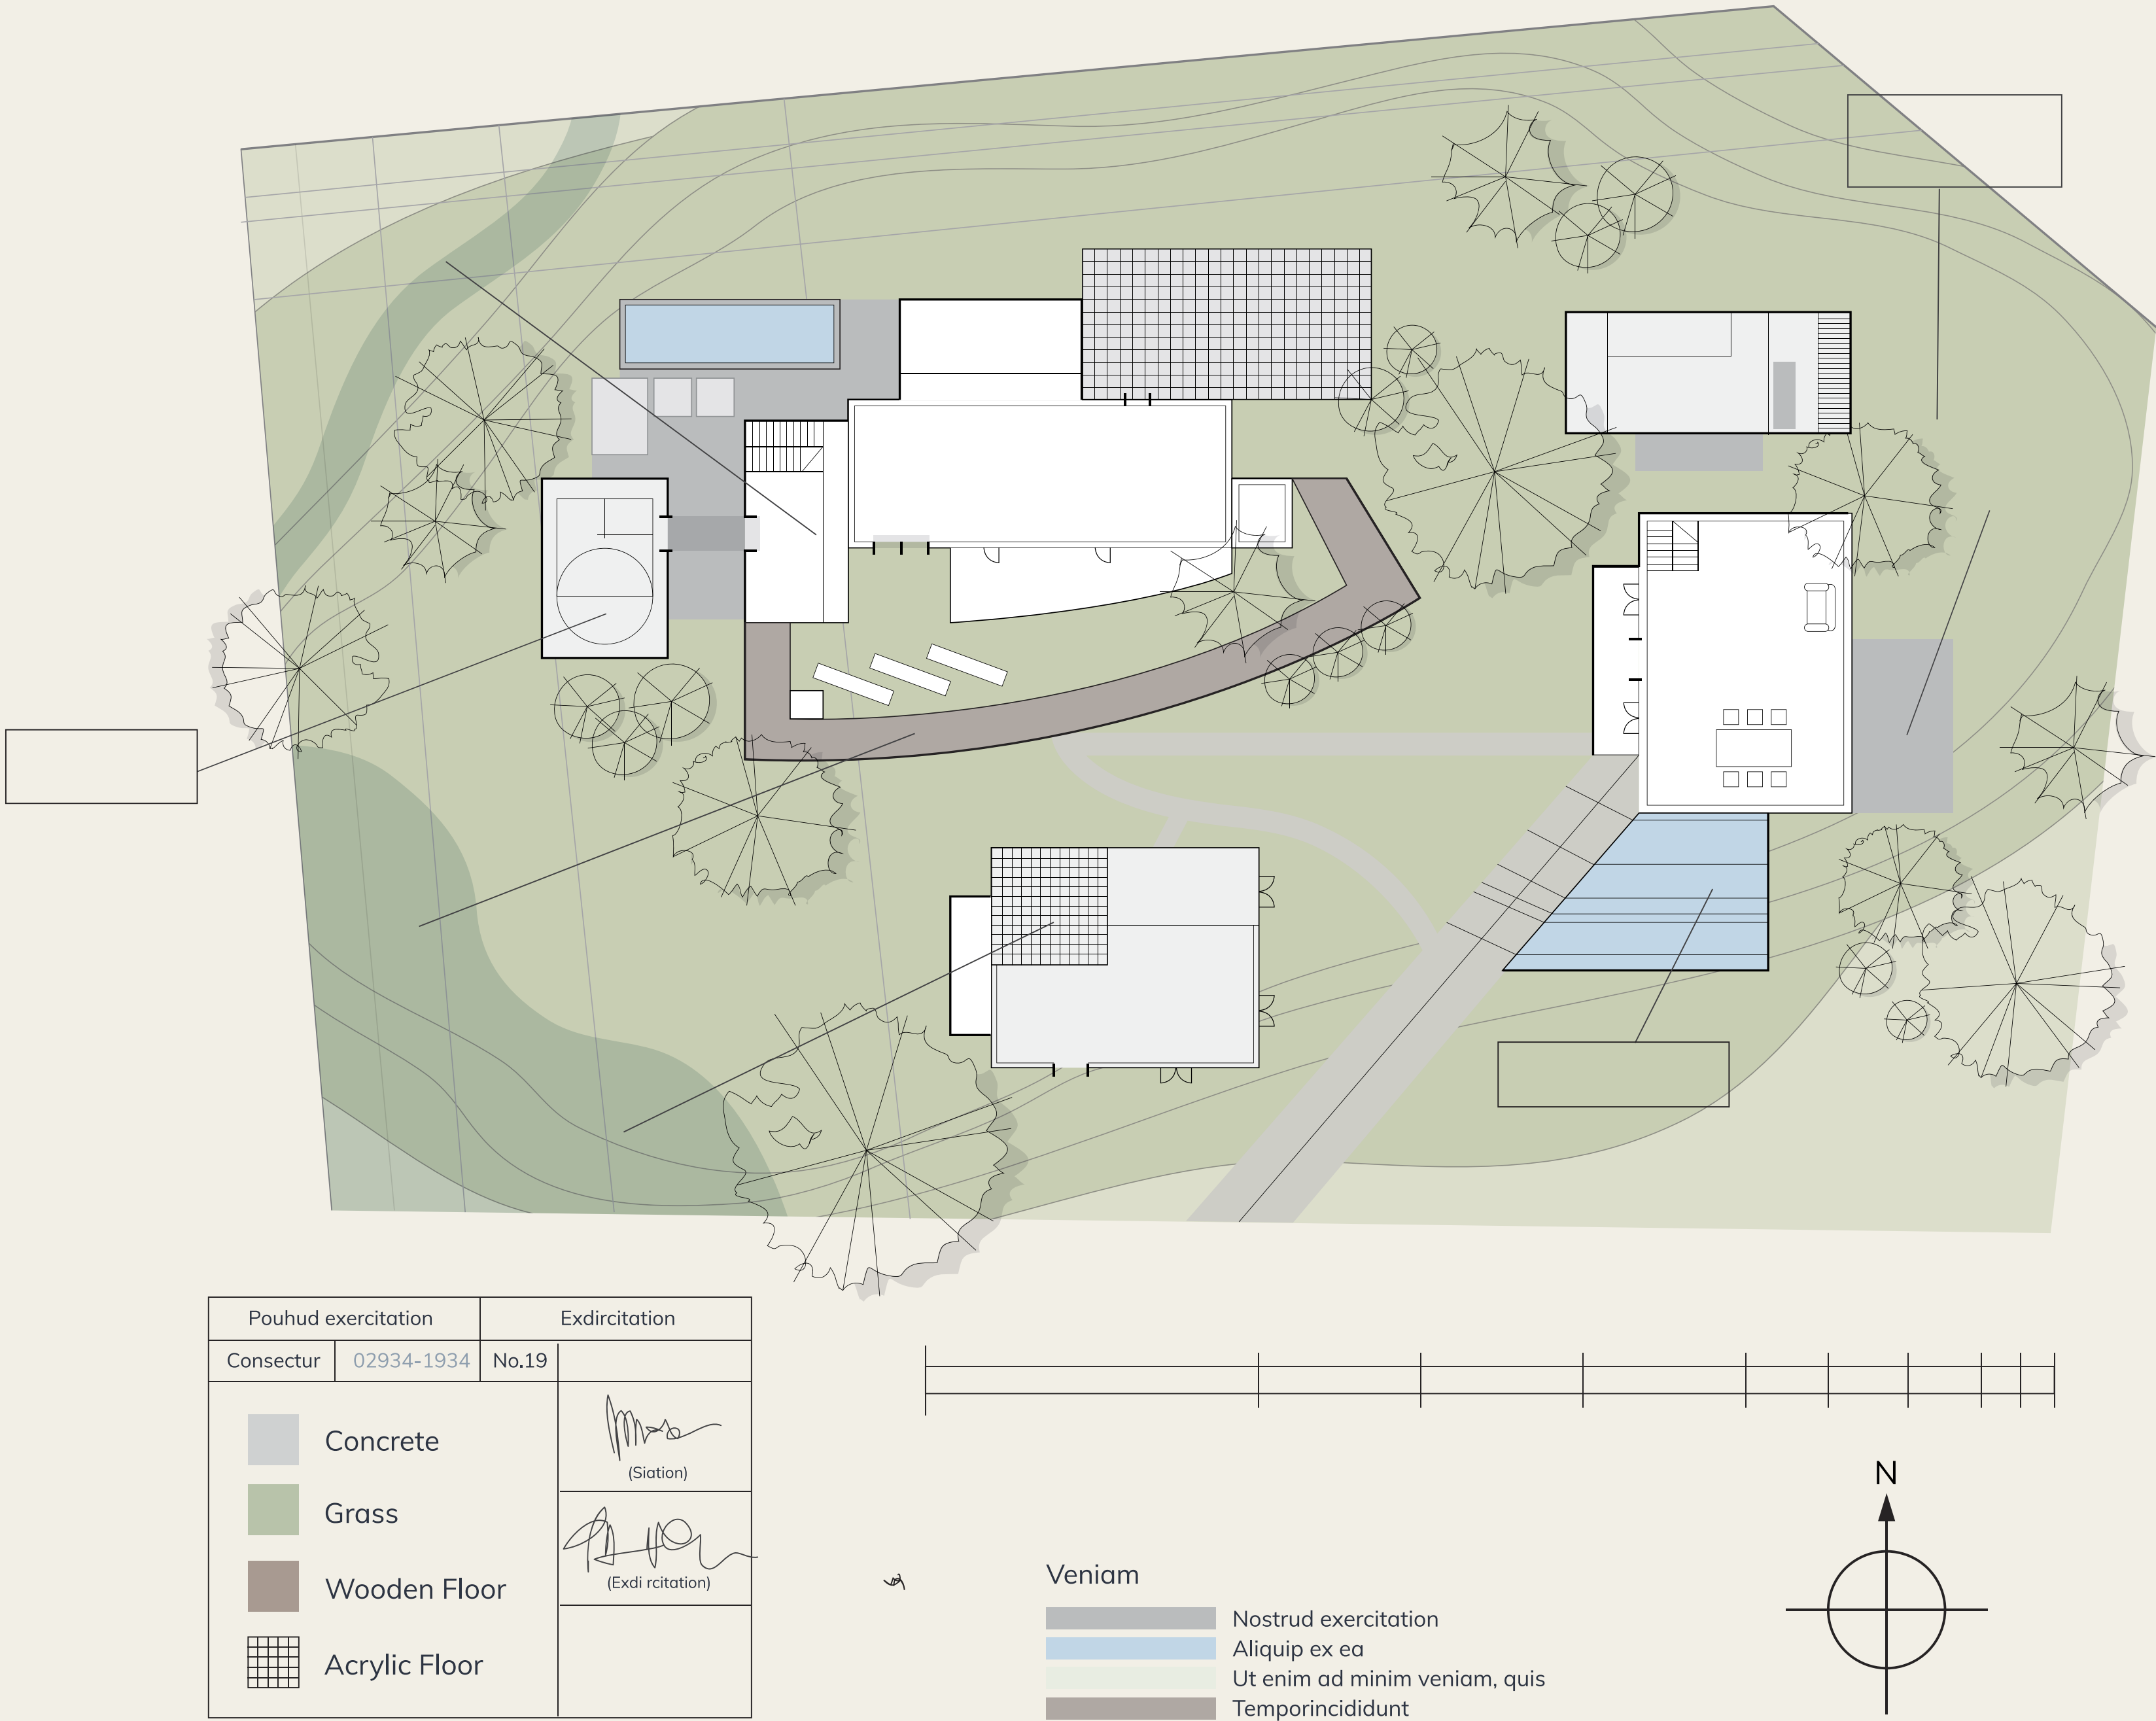 Pouhud exercitation
Exdircitation
Consectur
02934-1934
No.19
Concrete
(Siation)
Grass
(Exdi rcitation)
Wooden Floor
Acrylic Floor
Veniam
Nostrud exercitation
Aliquip ex ea
Ut enim ad minim veniam, quis
Temporincididunt
N